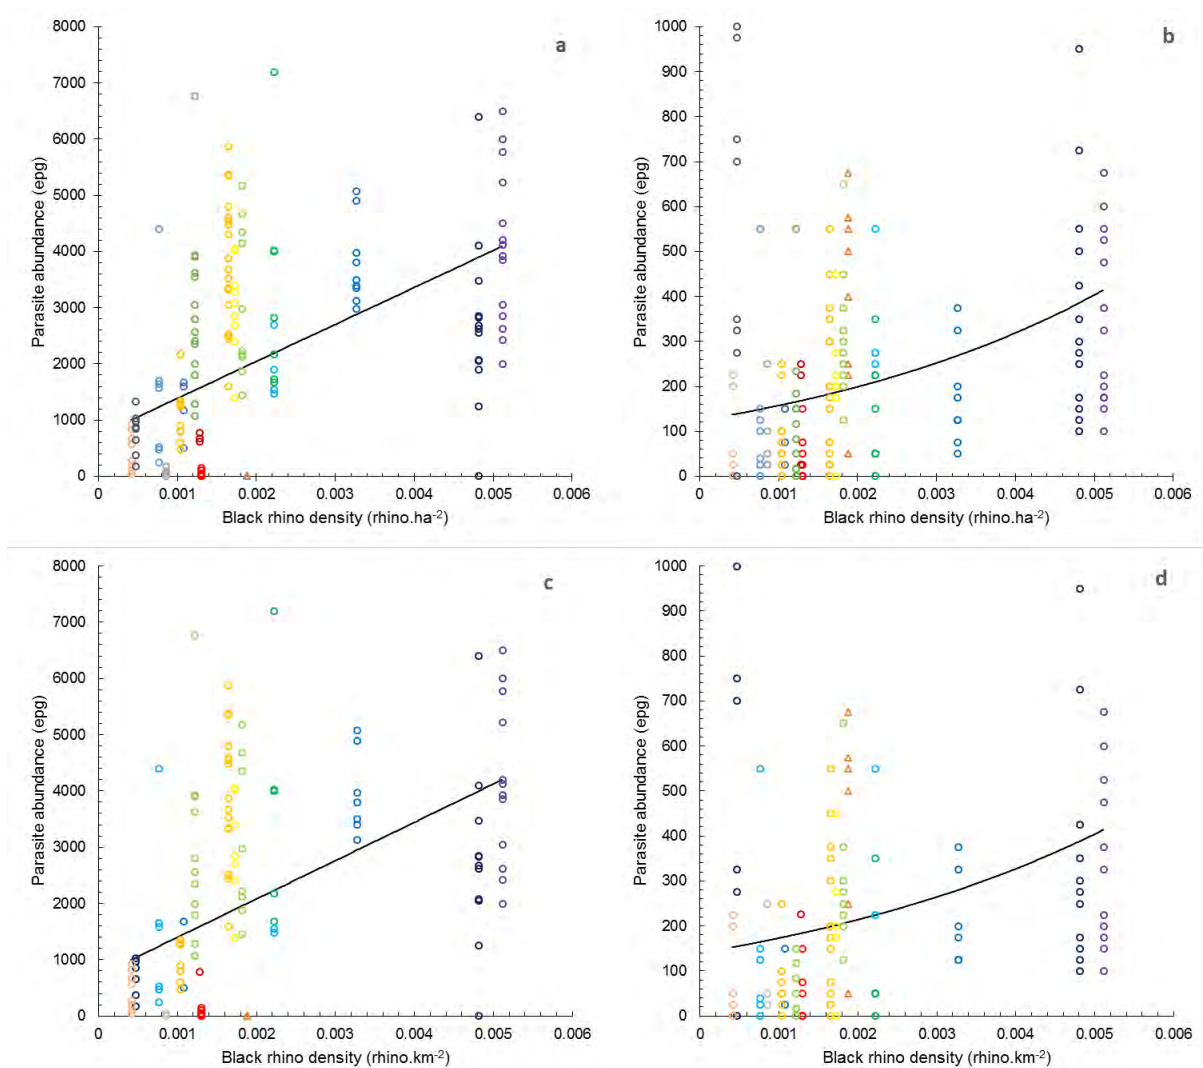 a
8000
7000
6000
5000
4000
3000
2000
1000
0
Parasite abundance (epg)
0 0.001 0.002 0.003 0.004 0.005 0.006
Black rhino density (rhino.ha-2)
b
1000
900
800
700
600
500
400
300
200
100
0
Parasite abundance (epg)
0 0.001 0.002 0.003 0.004 0.005 0.006
Black rhino density (rhino.ha-2)
c
8000
7000
6000
5000
4000
3000
2000
1000
0
Parasite abundance (epg)
0 0.001 0.002 0.003 0.004 0.005 0.006
Black rhino density (rhino.km-2)
d
1000
900
800
700
600
500
400
300
200
100
0
Parasite abundance (epg)
0 0.001 0.002 0.003 0.004 0.005 0.006
Black rhino density (rhino.km-2)